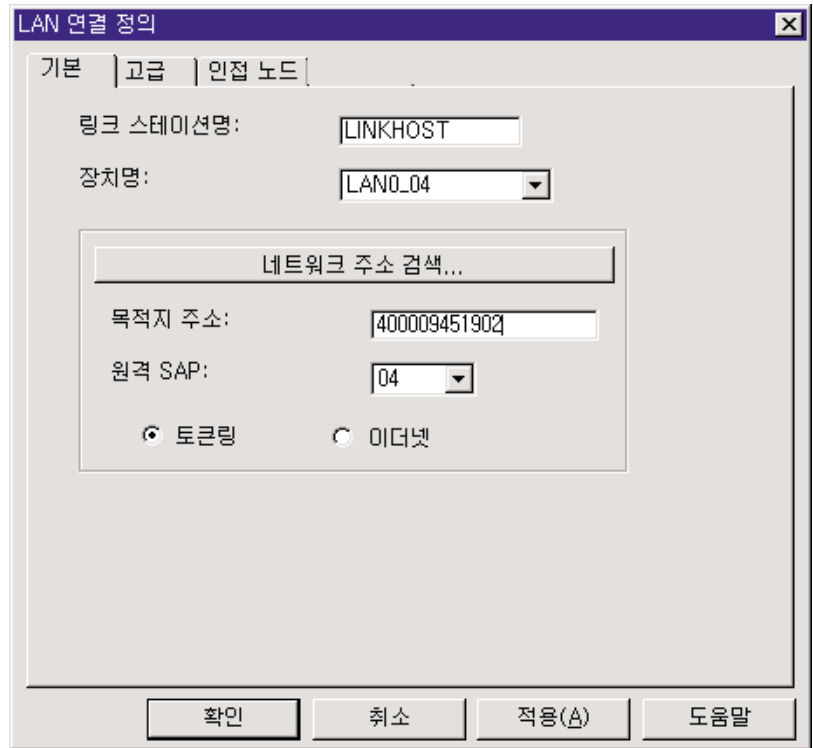 LAN 연결 정의
기본 고급 인접 노드
링크 스테이션명: LINKHOST
장치명: LAN0_04
네트워크 주소 검색...
목적지 주소: 400009451902
원격 SAP: 04
토큰링 이더넷
확인 취소 적용(A) 도움말